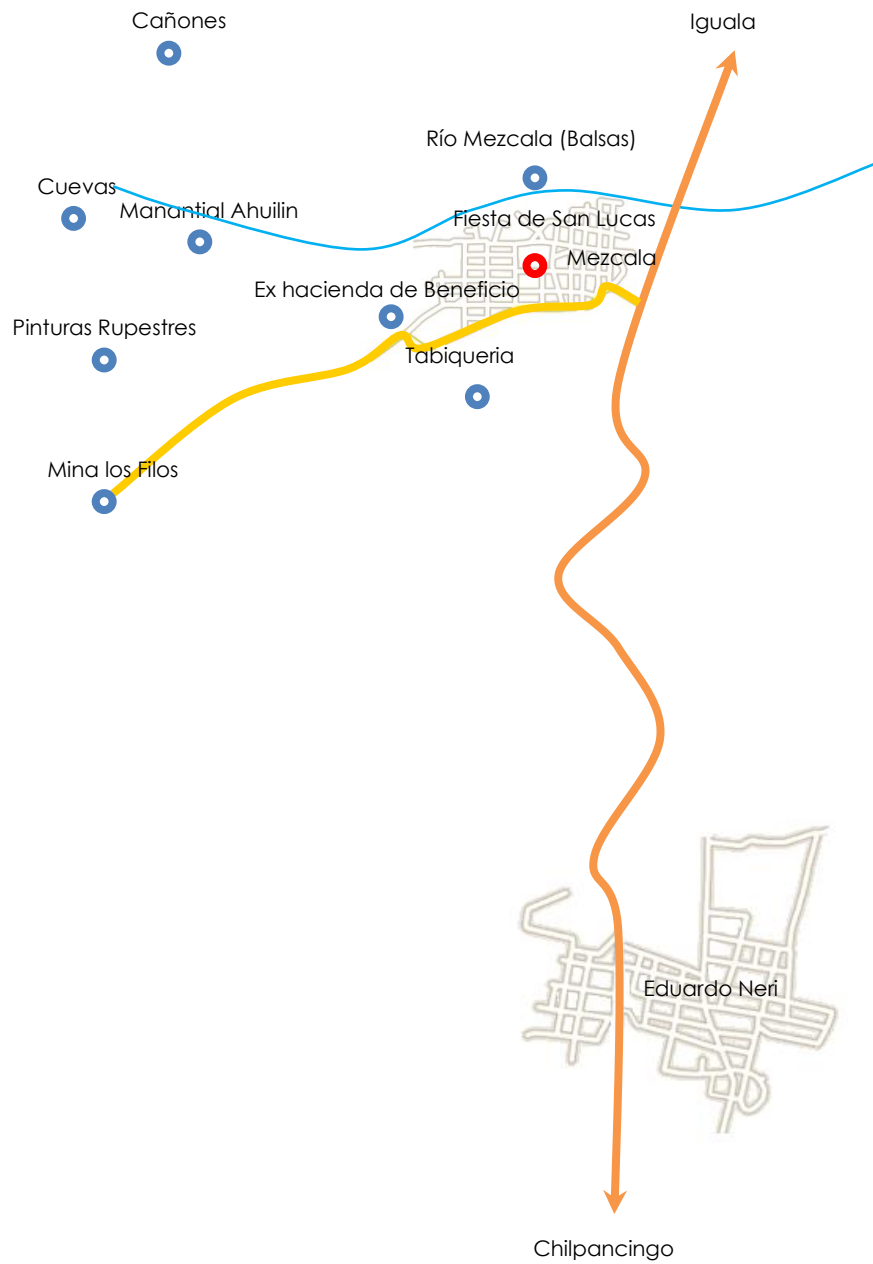 Cañones
Iguala
Río Mezcala (Balsas)
Cuevas
Manantial Ahuilin
Fiesta de San Lucas
Mezcala
Ex hacienda de Beneficio
Pinturas Rupestres
Tabiqueria
Mina los Filos
Eduardo Neri
Chilpancingo